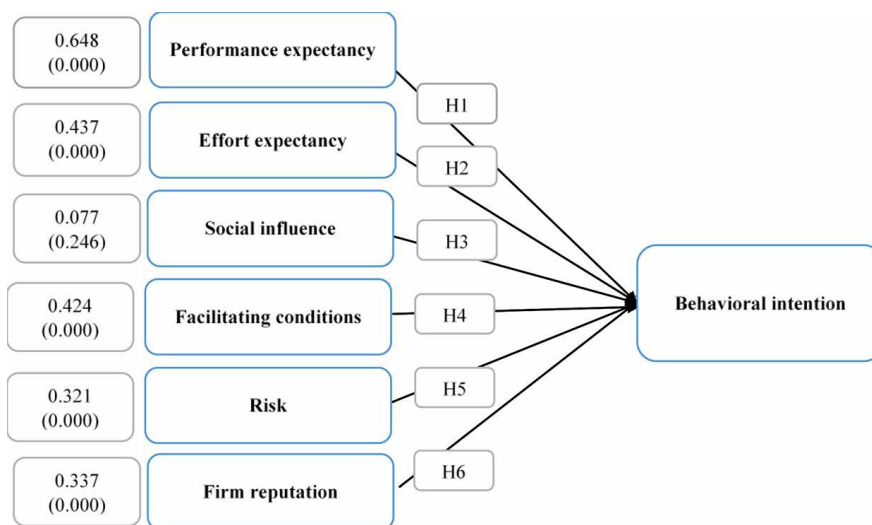 0.648
(0.000)
Performance expectancy
H1
0.437
(0.000)
Effort expectancy
H2
0.077
(0.246)
Social influence
H3
0.424
(0.000)
Facilitating conditions
H4
Behavioral intention
0.321
(0.000)
Risk
H5
0.337
(0.000)
Firm reputation
H6